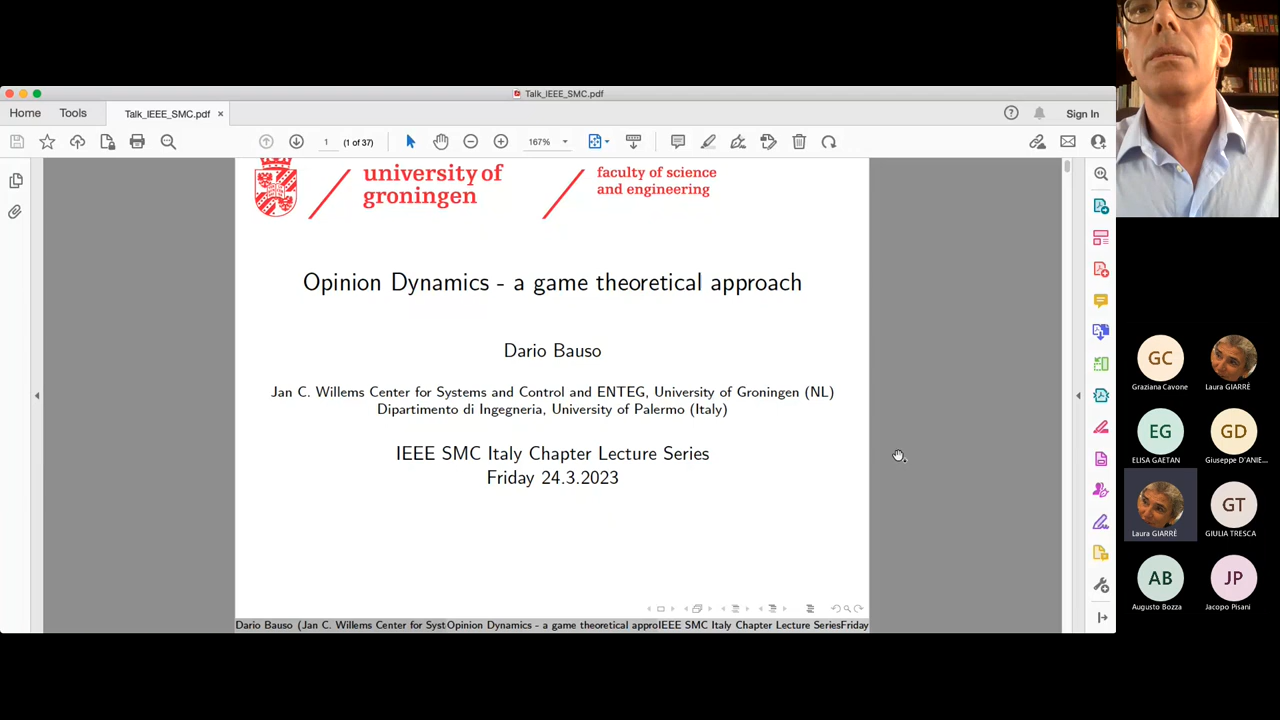 Talk_IEEE_SMC.pdf
Home
Tools
Talk_IEEE_SMC.pdf ×
Sign In
1
(1 of 37)
167%
university of
groningen
faculty of science
and engineering
Opinion Dynamics - a game theoretical approach
Dario Bauso
Jan C. Willems Center for Systems and Control and ENTEG, University of Groningen (NL)
Dipartimento di Ingegneria, University of Palermo (Italy)
IEEE SMC Italy Chapter Lecture Series
Friday 24.3.2023
Dario Bauso (Jan C. Willems Center for Syst
Opinion Dynamics - a game theoretical appro
IEEE SMC Italy Chapter Lecture Series
Friday
GC
Graziana Cavone
Laura GIARRÉ
EG
ELISA GAETAN
GD
Giuseppe D'ANIE...
Laura GIARRÉ
GT
GIULIA TRESCA
AB
Augusto Bozza
JP
Jacopo Pisani